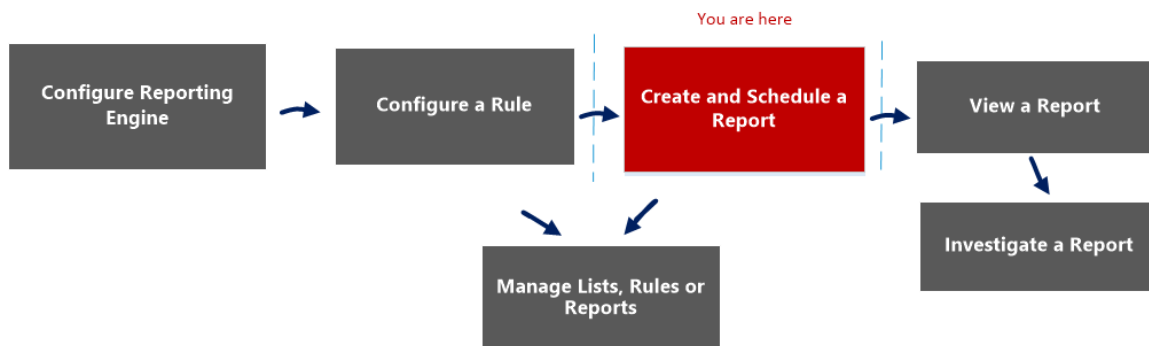 You are here
Configure Reporting
Engine
Configure a Rule
Create and Schedule a
Report
View a Report
Manage Lists, Rules or
Reports
Investigate a Report